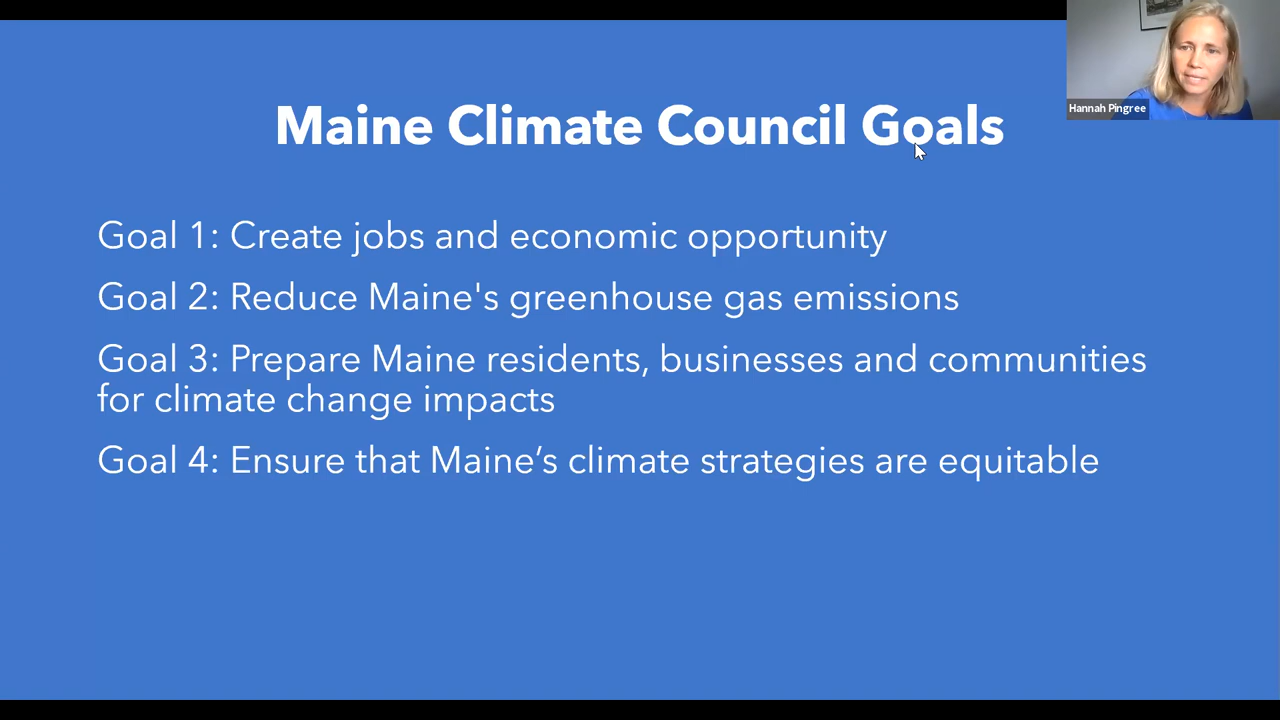 Maine Climate Council Goals
Hannah Pingree
Goal 1: Create jobs and economic opportunity
Goal 2: Reduce Maine's greenhouse gas emissions
Goal 3: Prepare Maine residents, businesses and communities
for climate change impacts
Goal 4: Ensure that Maine’s climate strategies are equitable